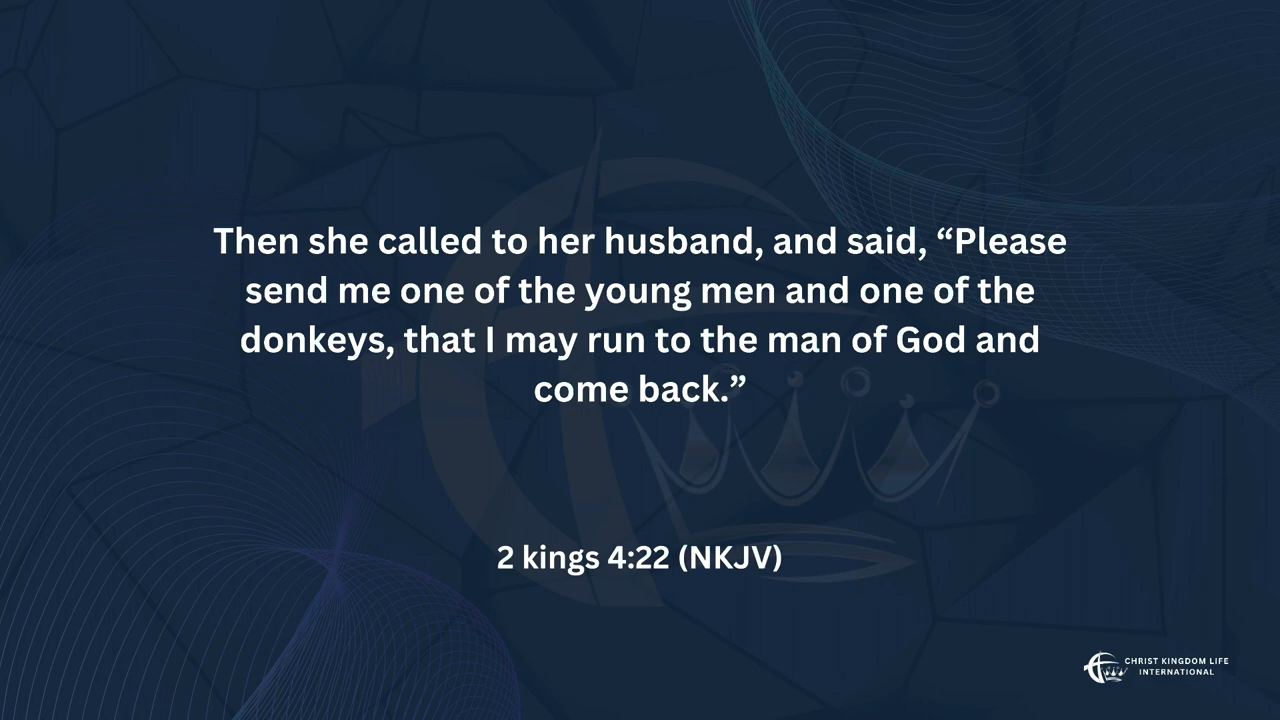 Then she called to her husband, and said, “Please
send me one of the young men and one of the
donkeys, that I may run to the man of God and
come back.”
2 kings 4:22 (NKJV)
CHRIST KINGDOM LIFE
INTERNATIONAL